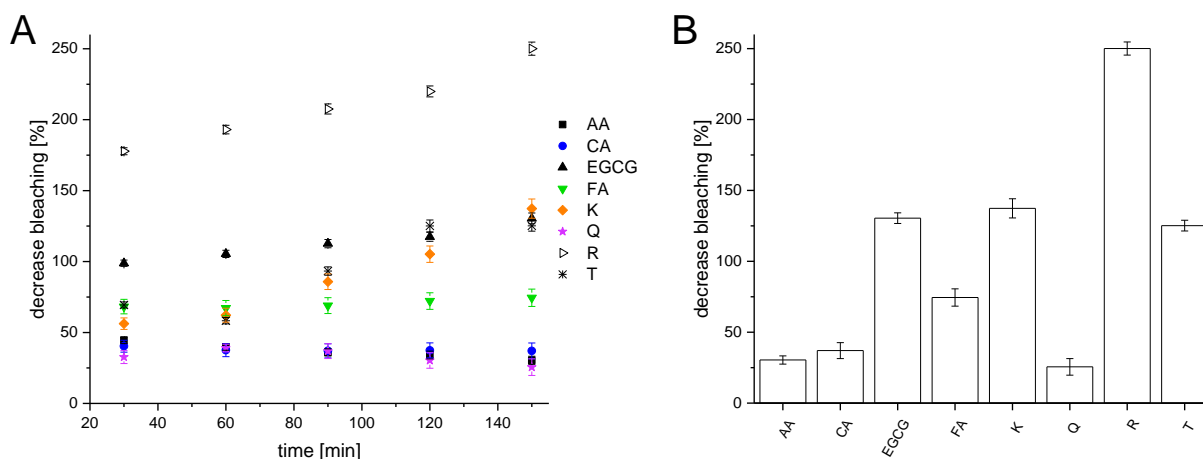 A
decrease bleaching [%]
250
200
150
100
50
0
20
40
60
80
100
120
140
time [min]
AA
CA
EGCG
FA
K
Q
R
T
B
decrease bleaching [%]
250
200
150
100
50
0
AA
CA
EGCG
FA
K
Q
R
T